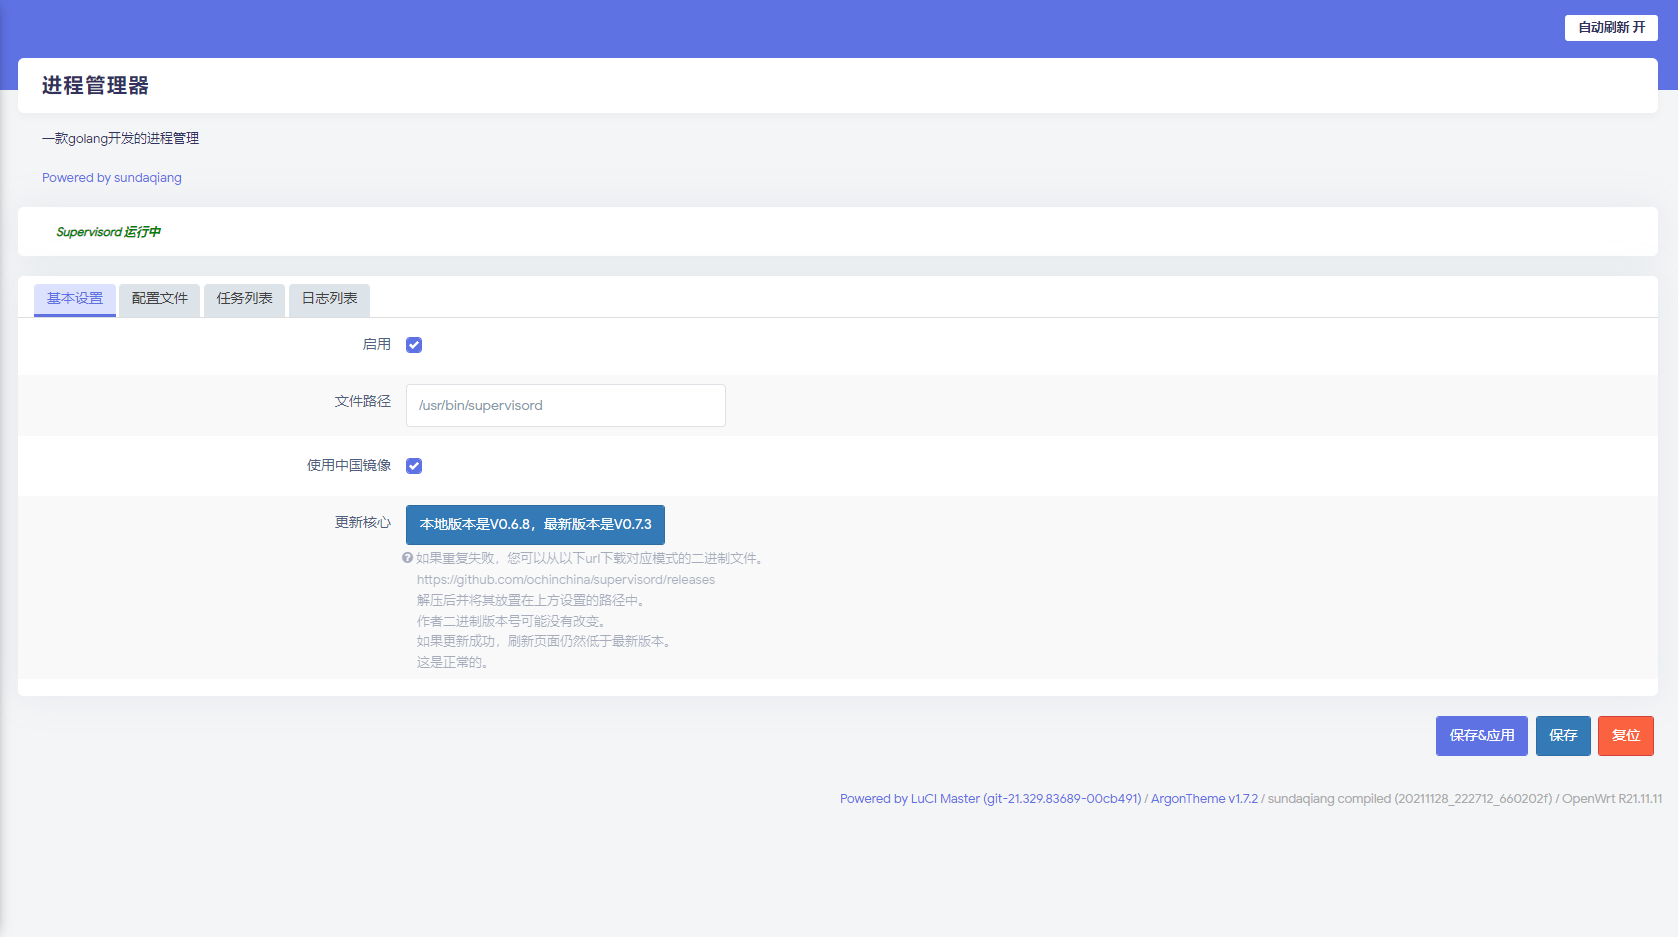 自动刷新 开
进程管理器
一款golang开发的进程管理
Powered by sundaqiang
Supervisord 运行中
基本设置 配置文件 任务列表 日志列表
启用
文件路径 /usr/bin/supervisord
使用中国镜像
更新核心 本地版本是V0.6.8，最新版本是V0.7.3
如果重复失败，您可以从以下url下载对应模式的二进制文件。
https://github.com/ochinchina/supervisord/releases
解压后并将其放置在上方设置的路径中。
作者二进制版本号可能没有改变。
如果更新成功，刷新页面仍然低于最新版本。
这是正常的。
保存&应用 保存 复位
Powered by LuCI Master (git-21.329.83689-00cb491) / ArgonTheme v1.7.2 / sundaqiang compiled (20211128_222712_660202f) / OpenWrt R21.11.11